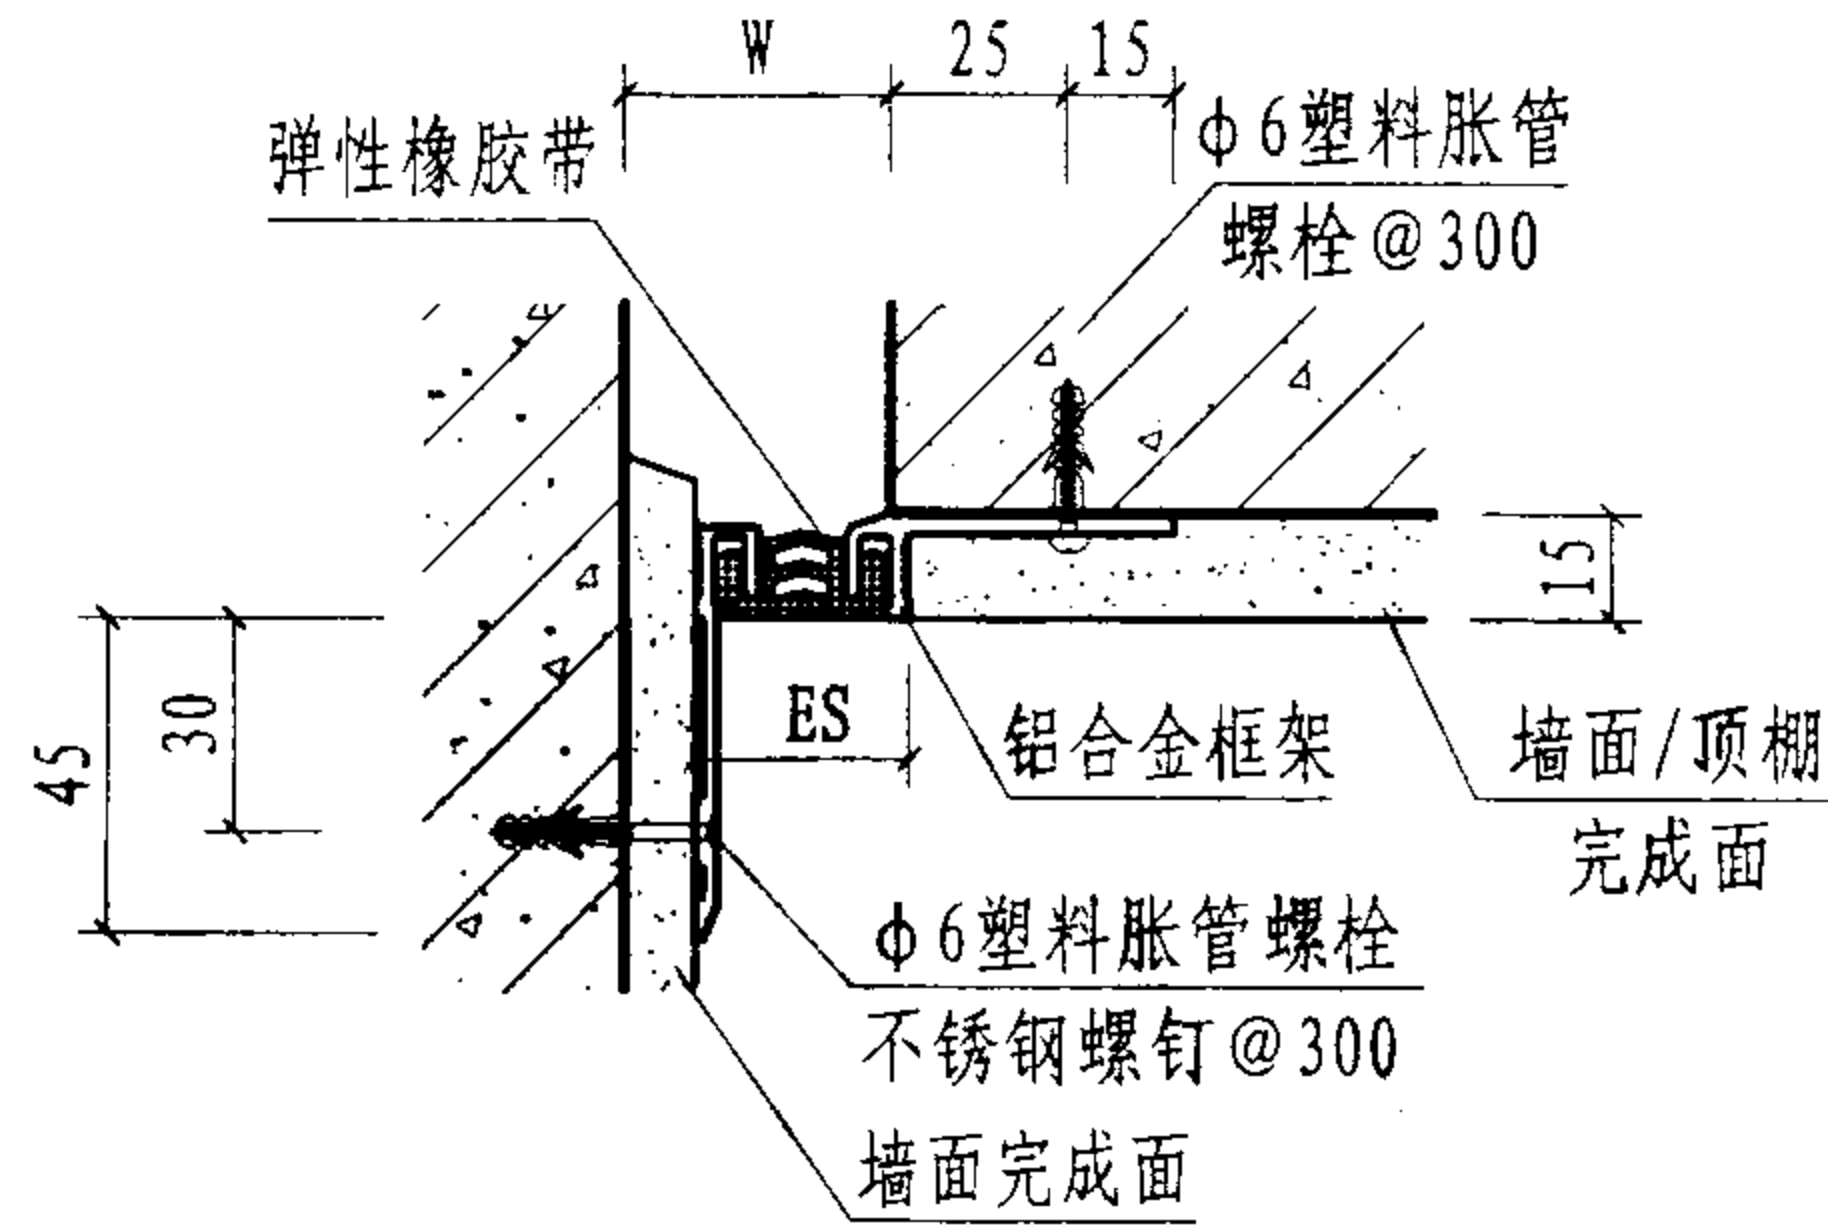 W
25
15
弹性橡胶带
φ6塑料胀管
螺栓@300
15
30
45
ES
铝合金框架
墙面/顶棚
完成面
φ6塑料胀管螺栓
不锈钢螺钉@300
墙面完成面